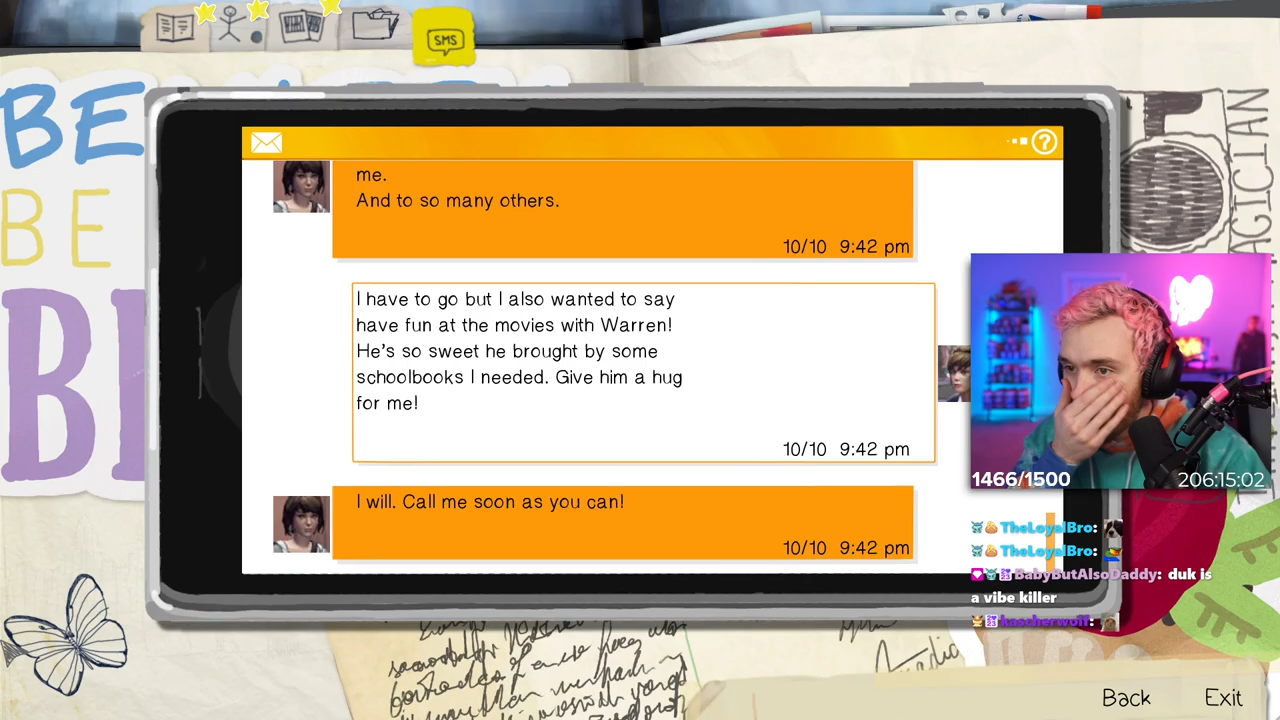 SMS
BE
BE
me.
And to so many others.
10/10 9:42 pm
I have to go but I also wanted to say
have fun at the movies with Warren!
He's so sweet he brought by some
schoolbooks I needed. Give him a hug
for me!
10/10 9:42 pm
I will. Call me soon as you can!
10/10 9:42 pm
AGICIAN
1466/1500
206:15:02
TheLoyalBro:
TheLoyalBro:
BabyButAlsoDaddy: duk is
a vibe killer
kascherwolf:
Back
Exit